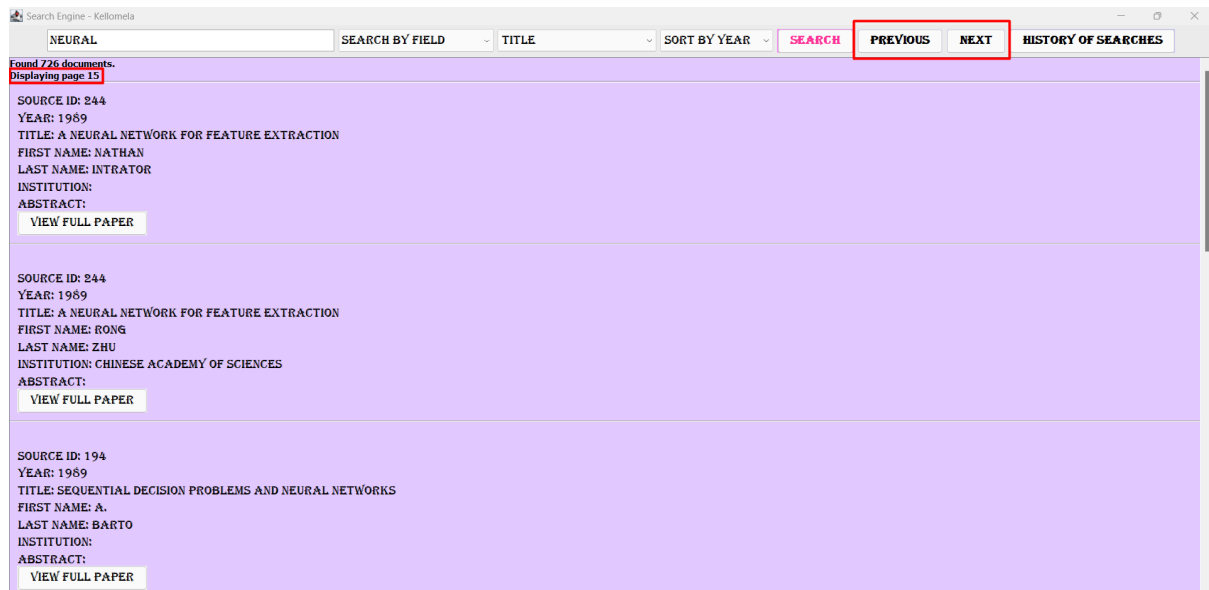 Search Engine - Kellomela
NEURAL SEARCH BY FIELD TITLE SORT BY YEAR SEARCH PREVIOUS NEXT HISTORY OF SEARCHES
Found 726 documents.
Displaying page 15
SOURCE ID: 244
YEAR: 1989
TITLE: A NEURAL NETWORK FOR FEATURE EXTRACTION
FIRST NAME: NATHAN
LAST NAME: INTRATOR
INSTITUTION:
ABSTRACT:
VIEW FULL PAPER
SOURCE ID: 244
YEAR: 1989
TITLE: A NEURAL NETWORK FOR FEATURE EXTRACTION
FIRST NAME: RONG
LAST NAME: ZHU
INSTITUTION: CHINESE ACADEMY OF SCIENCES
ABSTRACT:
VIEW FULL PAPER
SOURCE ID: 194
YEAR: 1989
TITLE: SEQUENTIAL DECISION PROBLEMS AND NEURAL NETWORKS
FIRST NAME: A.
LAST NAME: BARTO
INSTITUTION:
ABSTRACT:
VIEW FULL PAPER